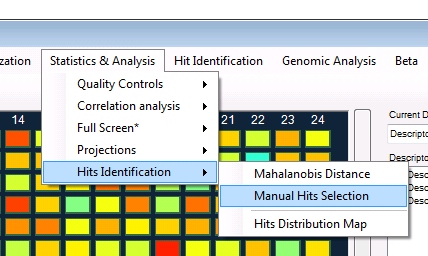 zation Statistics & Analysis Hit Identification Genomic Analysis Beta
14 21 22 23 24
Quality Controls
Correlation analysis
Full Screen*
Projections
Hits Identification
Mahalanobis Distance
Manual Hits Selection
Hits Distribution Map
Current D
Descripto
Descripto
Desc
Desc
Desc